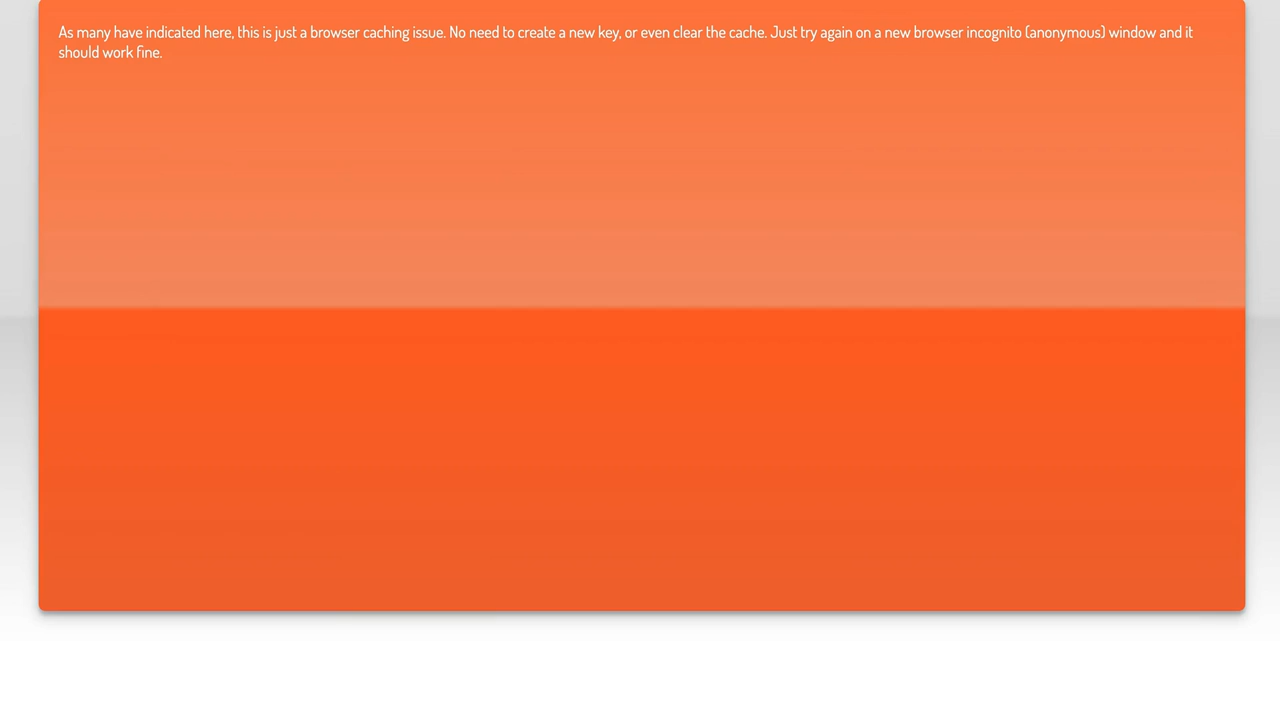 As many have indicated here, this is just a browser caching issue. No need to create a new key, or even clear the cache. Just try again on a new browser incognito (anonymous) window and it
should work fine.